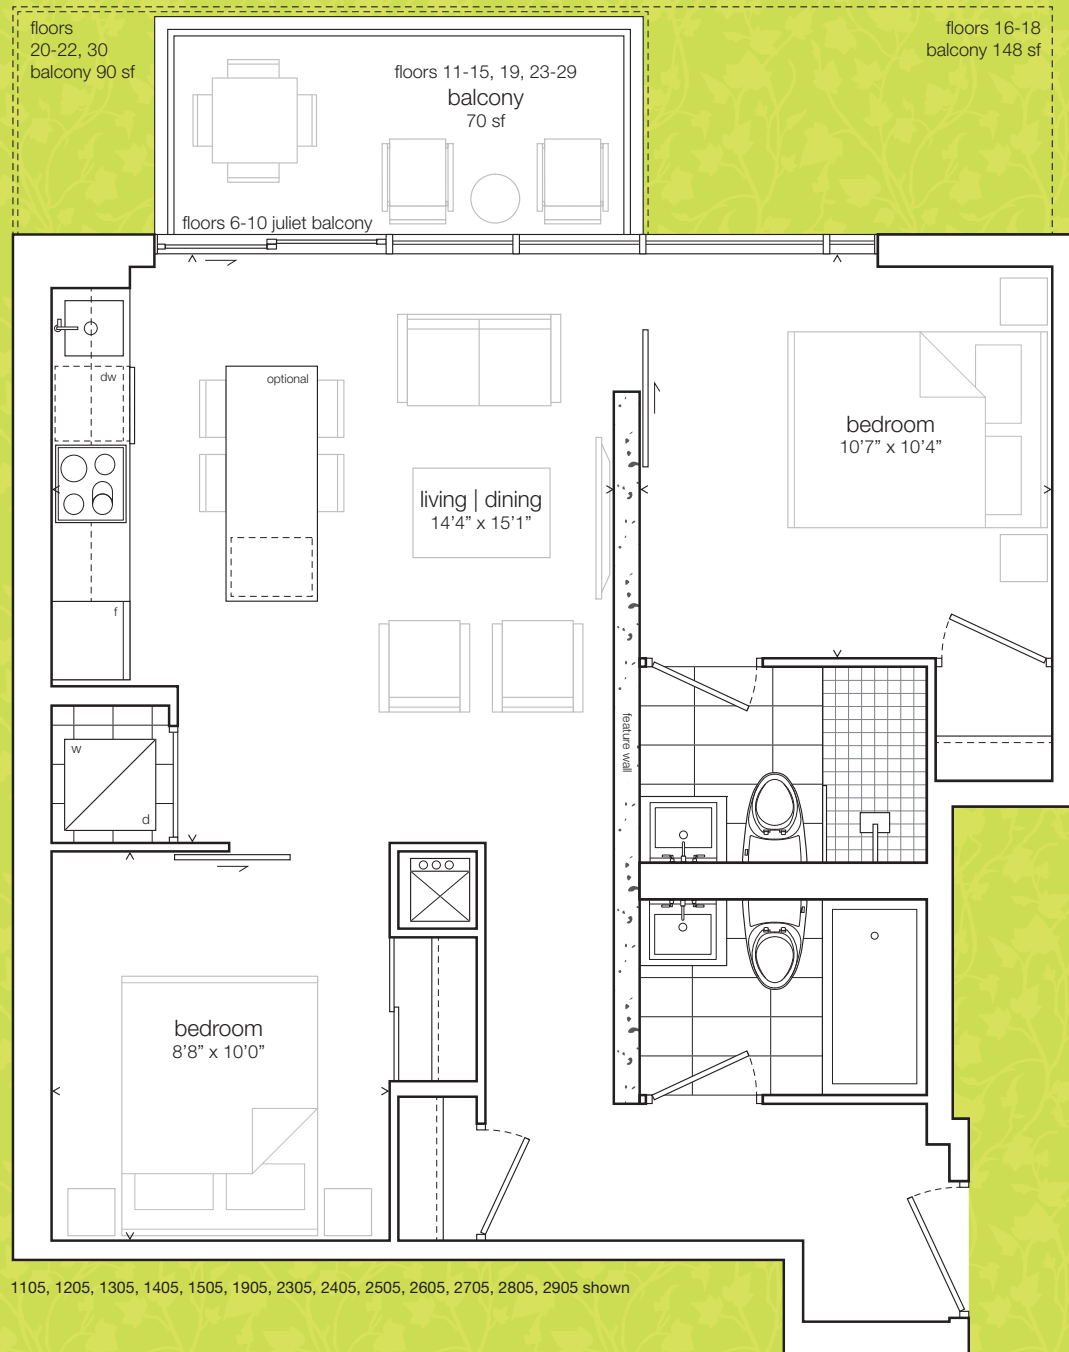 floors
20-22, 30
balcony 90 sf
floors 16-18
balcony 148 sf
floors 11-15, 19, 23-29
balcony
70 sf
floors 6-10 juliet balcony
dw
optional
bedroom
10’7” x 10’4”
living | dining
14’4” x 15’1”
f
feature wall
w
d
bedroom
8’8” x 10’0”
1105, 1205, 1305, 1405, 1505, 1905, 2305, 2405, 2505, 2605, 2705, 2805, 2905 shown